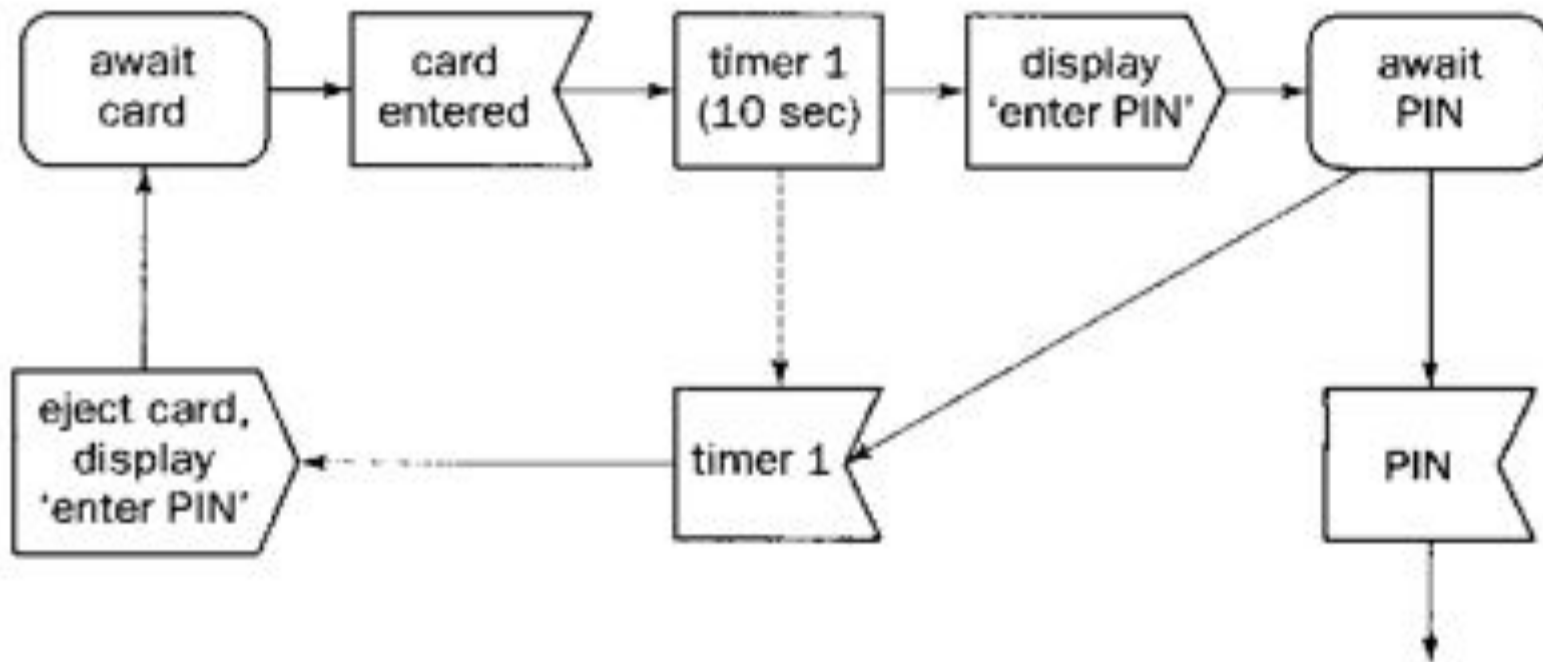 await
card
card
entered
timer 1
(10 sec)
display
‘enter PIN’
await
PIN
eject card,
display
‘enter PIN’
timer 1
PIN